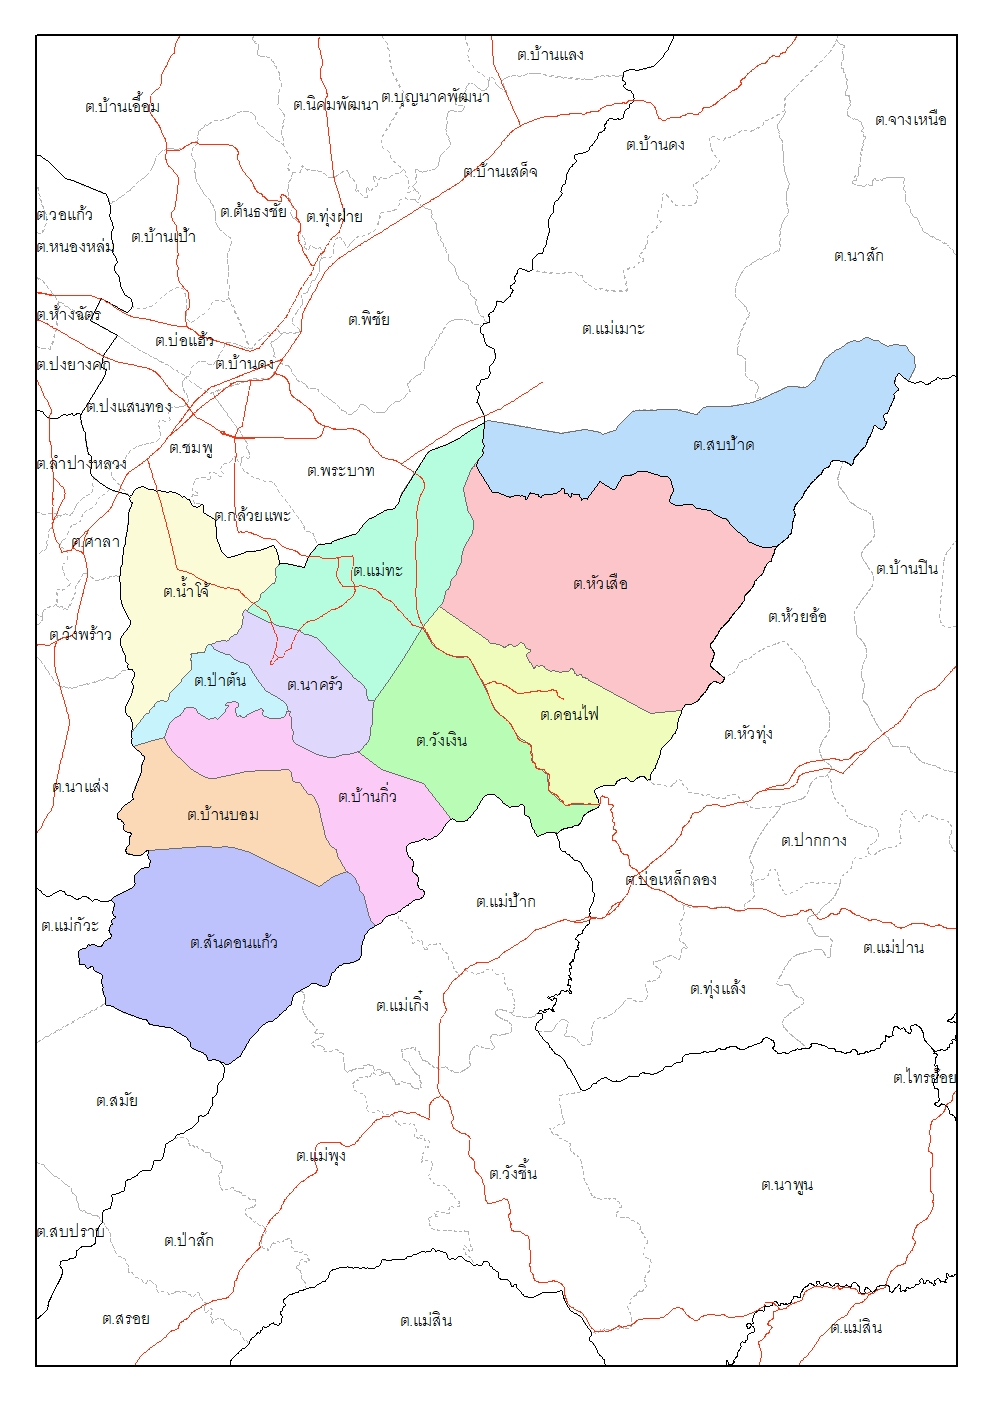 ต.บ้านแลง
ต.บ้านเอื้อม
ต.นิคมพัฒนา
ต.บุญนาคพัฒนา
ต.จางเหนือ
ต.บ้านดง
ต.บ้านเสด็จ
ต.วอแก้ว
ต.ต้นธงชัย
ต.ทุ่งฝาย
ต.บ้านเป้า
ต.หนองหล่ม
ต.นาสัก
ต.ห้างฉัตร
ต.พิชัย
ต.แม่เมาะ
ต.บ่อแฮ้ว
ต.ปงยางคก
ต.บ้านดง
ต.ปงแสนทอง
ต.ชมพู
ต.สบป้าด
ต.ลำปางหลวง
ต.พระบาท
ต.กล้วยแพะ
ต.ศาลา
ต.แม่ทะ
ต.บ้านปิน
ต.น้ำโจ้
ต.หัวเสือ
ต.ห้วยอ้อ
ต.วังพร้าว
ต.ป่าตัน
ต.นาครัว
ต.ดอนไฟ
ต.หัวทุ่ง
ต.วังเงิน
ต.นาแส่ง
ต.บ้านกิ่ว
ต.บ้านบอม
ต.ปากกาง
ต.บ่อเหล็กลอง
ต.แม่ป้าก
ต.แม่กัวะ
ต.สันดอนแก้ว
ต.แม่ปาน
ต.ทุ่งแล้ง
ต.แม่เกิ๋ง
ต.ไทรย้อย
ต.สมัย
ต.แม่พุง
ต.วังชิ้น
ต.นาพูน
ต.สบปราบ
ต.ป่าสัก
ต.สรอย
ต.แม่สิน
ต.แม่สิน